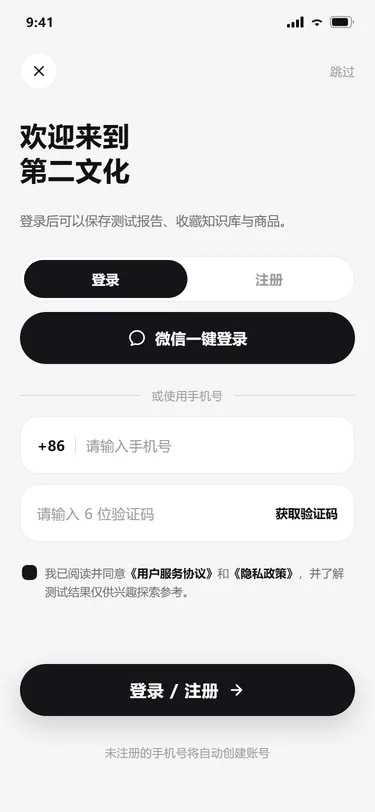 9:41
跳过
欢迎来到
第二文化
登录后可以保存测试报告、收藏知识库与商品。
登录
注册
微信一键登录
或使用手机号
+86 请输入手机号
请输入 6 位验证码 获取验证码
我已阅读并同意《用户服务协议》和《隐私政策》，并了解
测试结果仅供兴趣探索参考。
登录 / 注册
未注册的手机号将自动创建账号